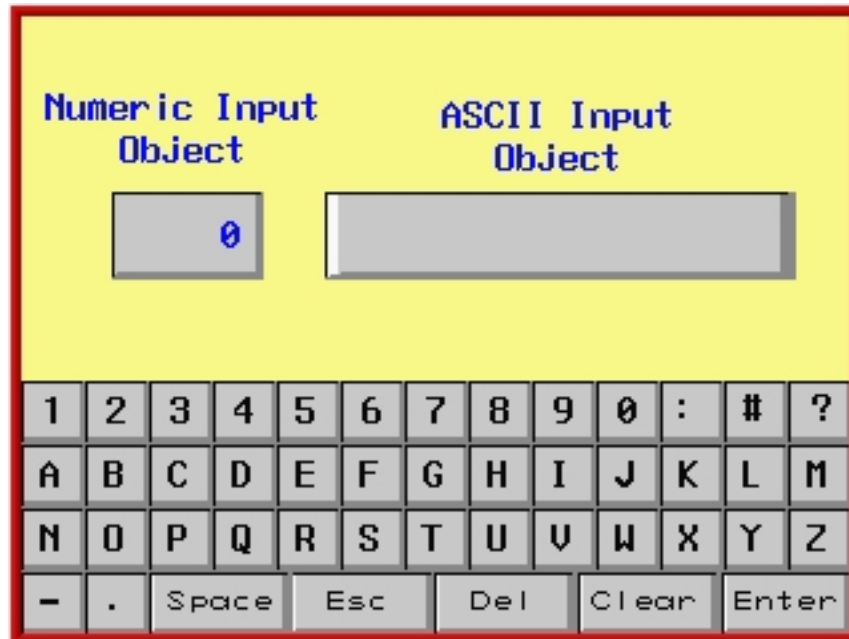 Numeric Input
Object
ASCII Input
Object
0
1 2 3 4 5 6 7 8 9 0 : # ?
A B C D E F G H I J K L M
N O P Q R S T U V W X Y Z
- . Space Esc Del Clear Enter